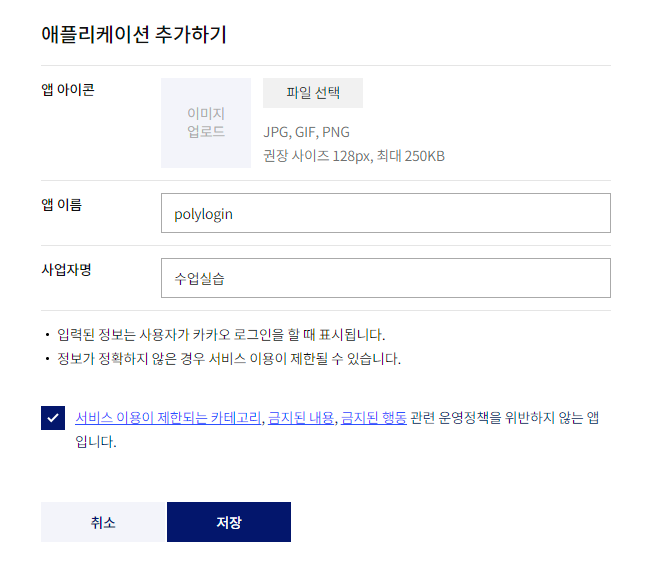 애플리케이션 추가하기
앱 아이콘
이미지
업로드
파일 선택
JPG, GIF, PNG
권장 사이즈 128px, 최대 250KB
앱 이름
polylogin
사업자명
수업실습
• 입력된 정보는 사용자가 카카오 로그인을 할 때 표시됩니다.
• 정보가 정확하지 않은 경우 서비스 이용이 제한될 수 있습니다.
서비스 이용이 제한되는 카테고리, 금지된 내용, 금지된 행동 관련 운영정책을 위반하지 않는 앱
입니다.
취소
저장